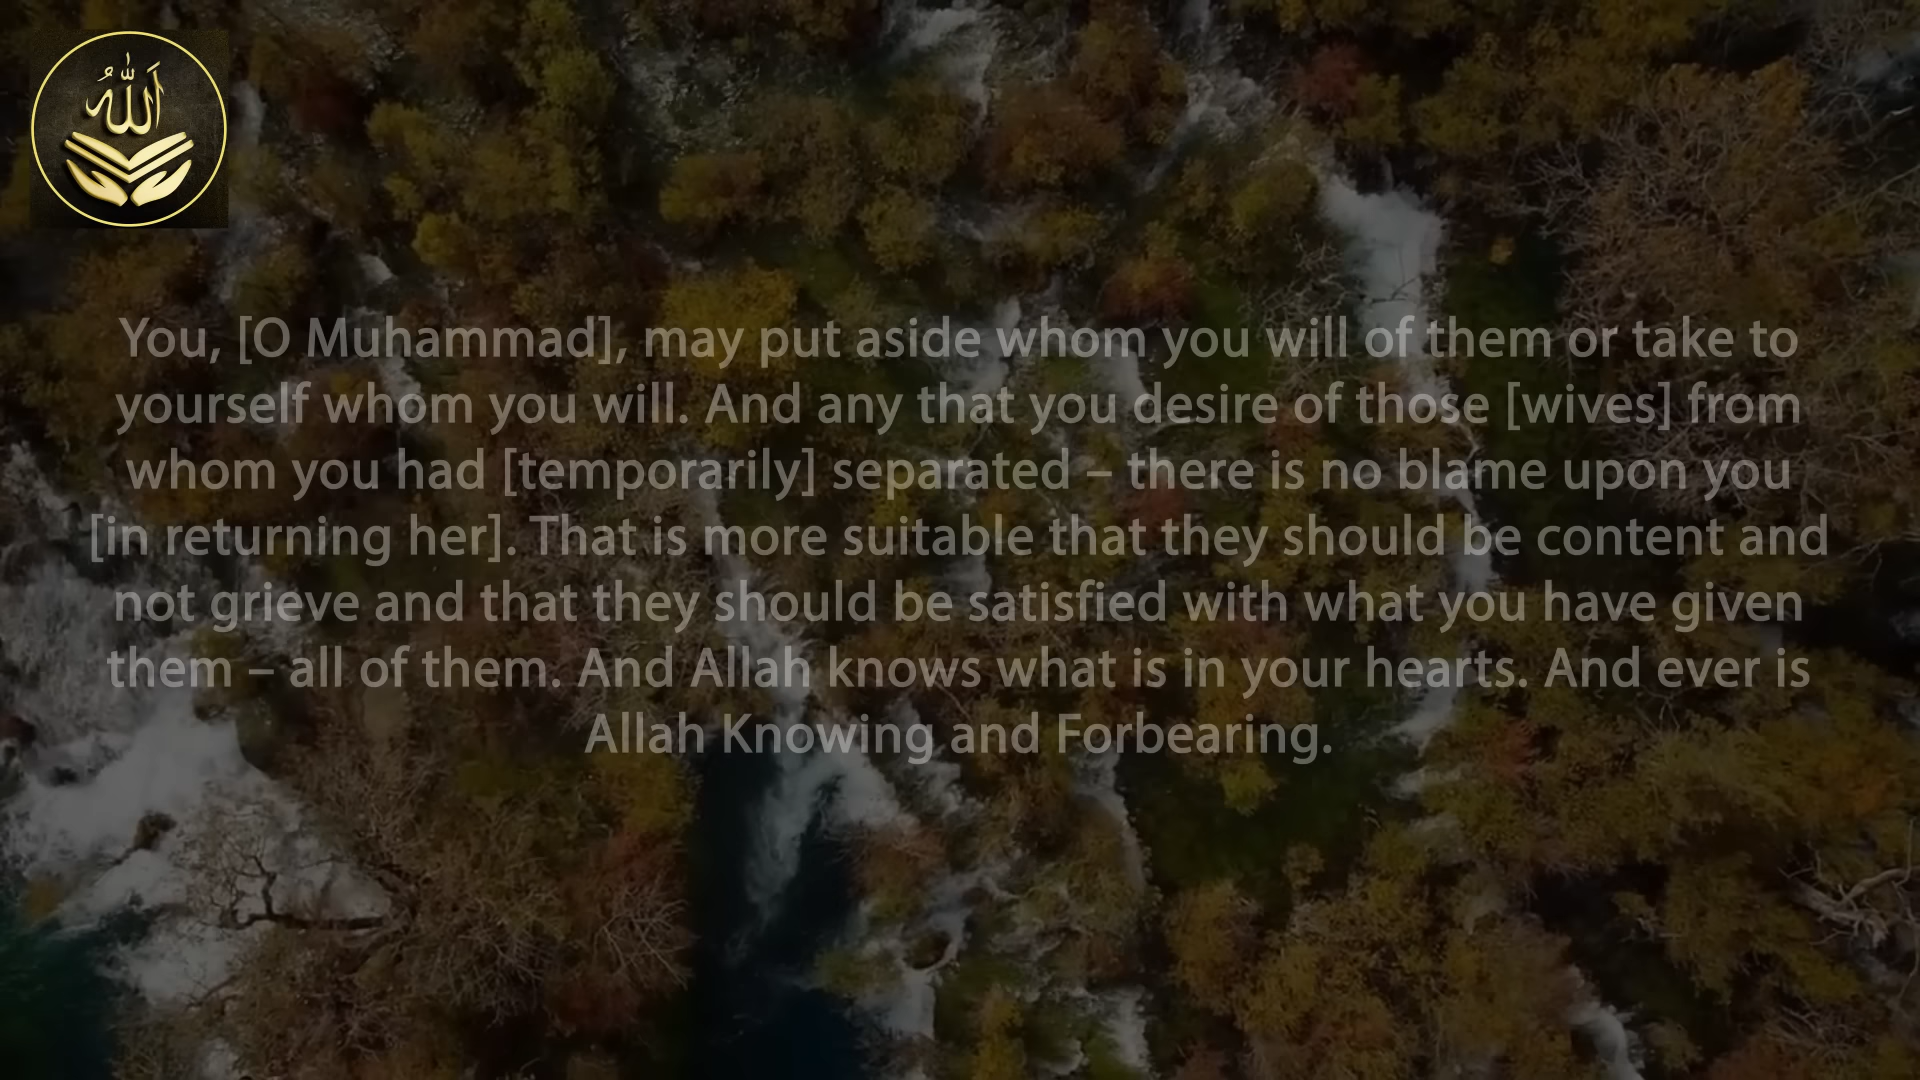 اللهُ
You, [O Muhammad], may put aside whom you will of them or take to
yourself whom you will. And any that you desire of those [wives] from
whom you had [temporarily] separated – there is no blame upon you
[in returning her]. That is more suitable that they should be content and
not grieve and that they should be satisfied with what you have given
them – all of them. And Allah knows what is in your hearts. And ever is
Allah Knowing and Forbearing.